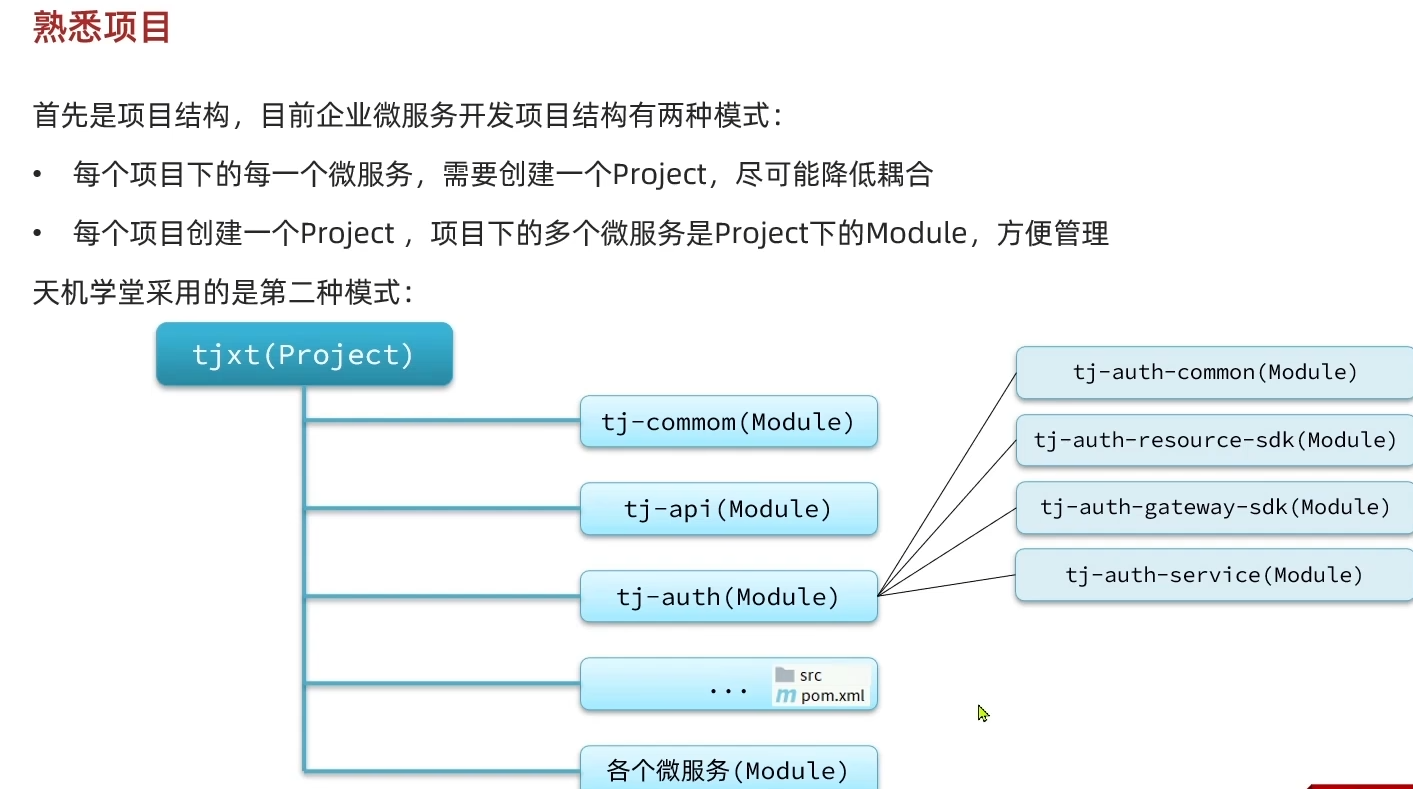 熟悉项目
首先是项目结构，目前企业微服务开发项目结构有两种模式：
• 每个项目下的每一个微服务，需要创建一个Project，尽可能降低耦合
• 每个项目创建一个Project ，项目下的多个微服务是Project下的Module，方便管理
天机学堂采用的是第二种模式：
tjxt(Project)
tj-commom(Module)
tj-api(Module)
tj-auth(Module)
...
src
m pom.xml
各个微服务(Module)
tj-auth-common(Module)
tj-auth-resource-sdk(Module)
tj-auth-gateway-sdk(Module)
tj-auth-service(Module)